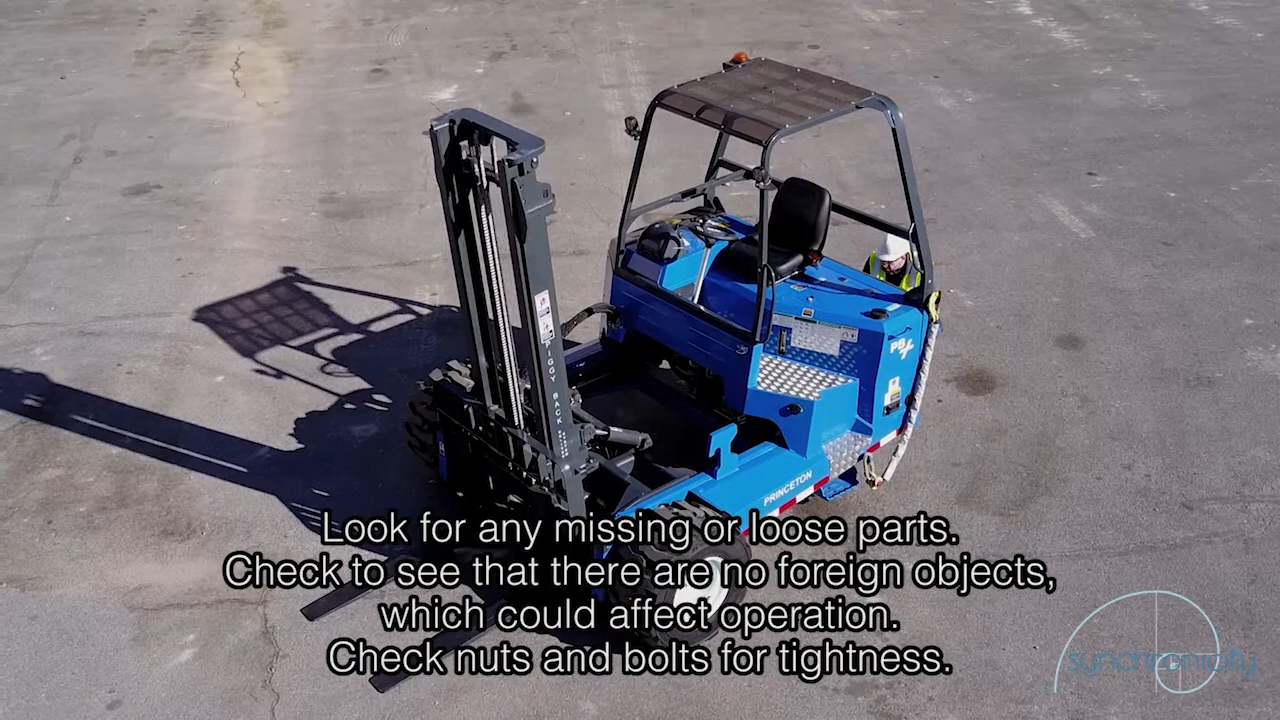 PB
PIGGY BACK
PRINCETON
Look for any missing or loose parts.
Check to see that there are no foreign objects,
which could affect operation.
Check nuts and bolts for tightness.
synchronicity